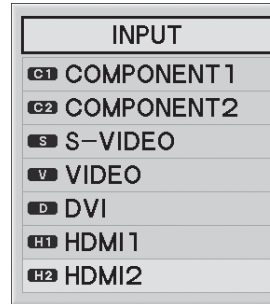 INPUT
C1 COMPONENT1
C2 COMPONENT2
S S-VIDEO
V VIDEO
D DVI
H1 HDMI1
H2 HDMI2